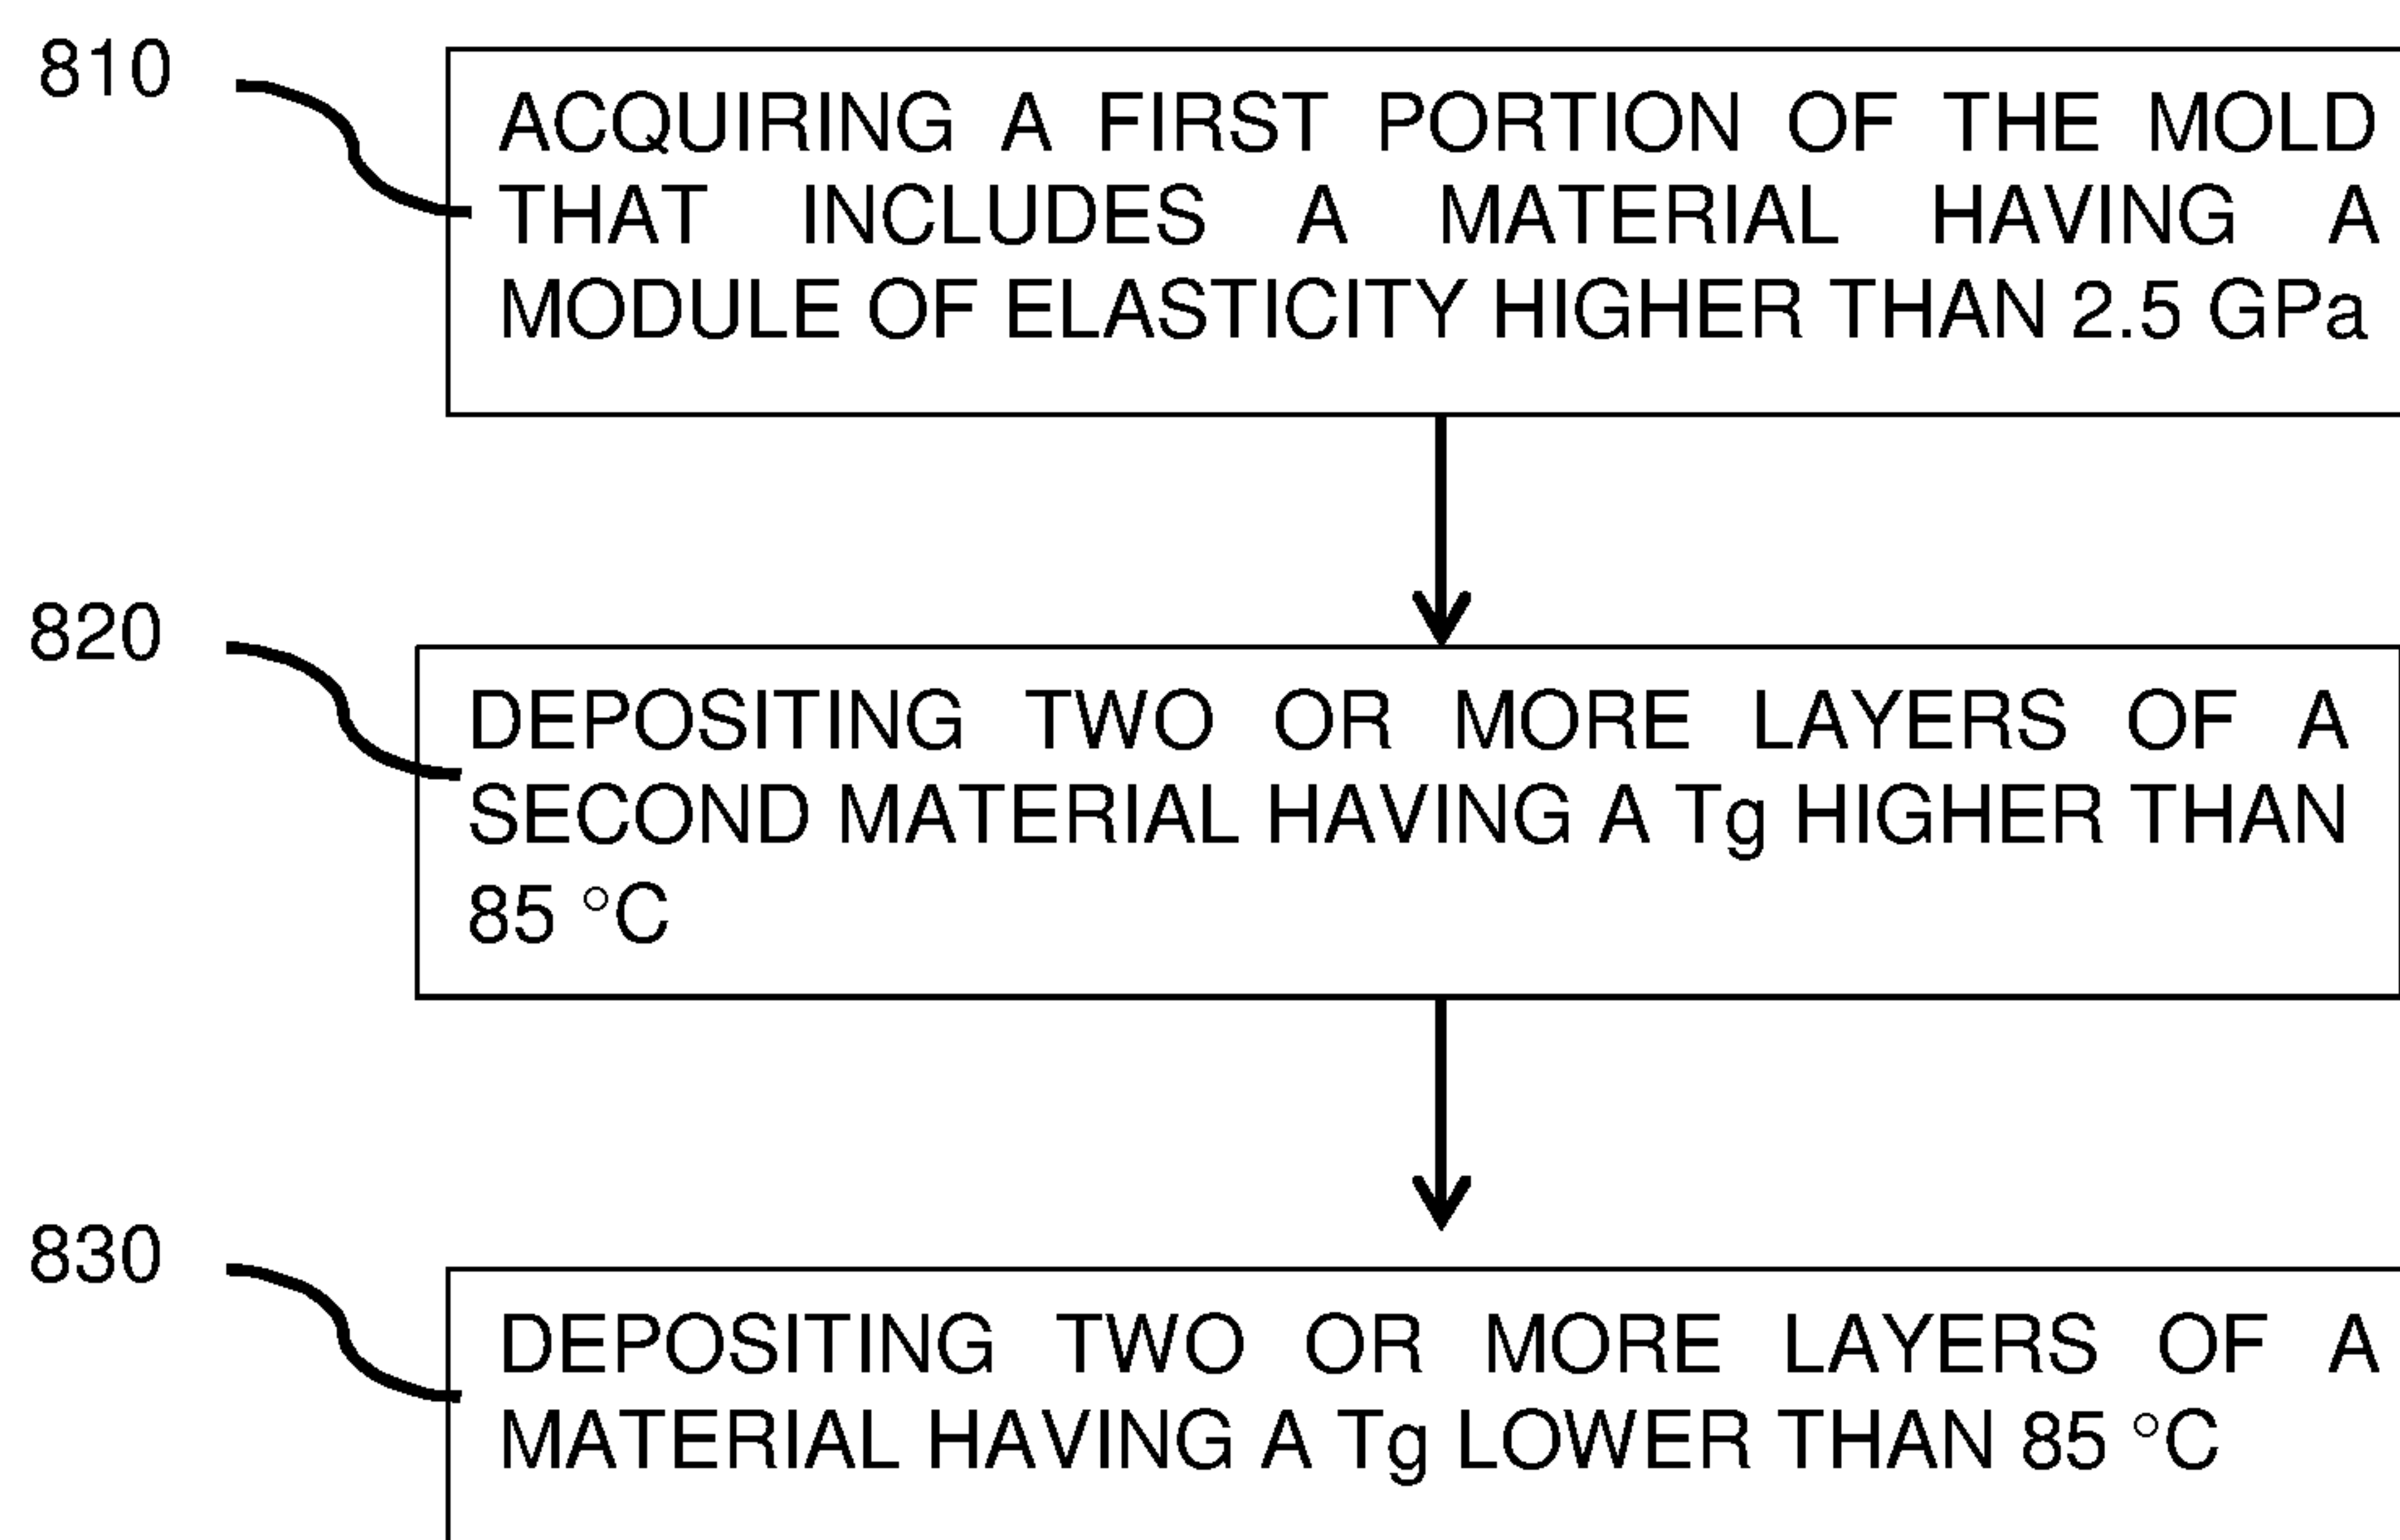 810
ACQUIRING A FIRST PORTION OF THE MOLD
THAT INCLUDES A MATERIAL HAVING A
MODULE OF ELASTICITY HIGHER THAN 2.5 GPa
820
DEPOSITING TWO OR MORE LAYERS OF A
SECOND MATERIAL HAVING A Tg HIGHER THAN
85 °C
830
DEPOSITING TWO OR MORE LAYERS OF A
MATERIAL HAVING A Tg LOWER THAN 85 °C